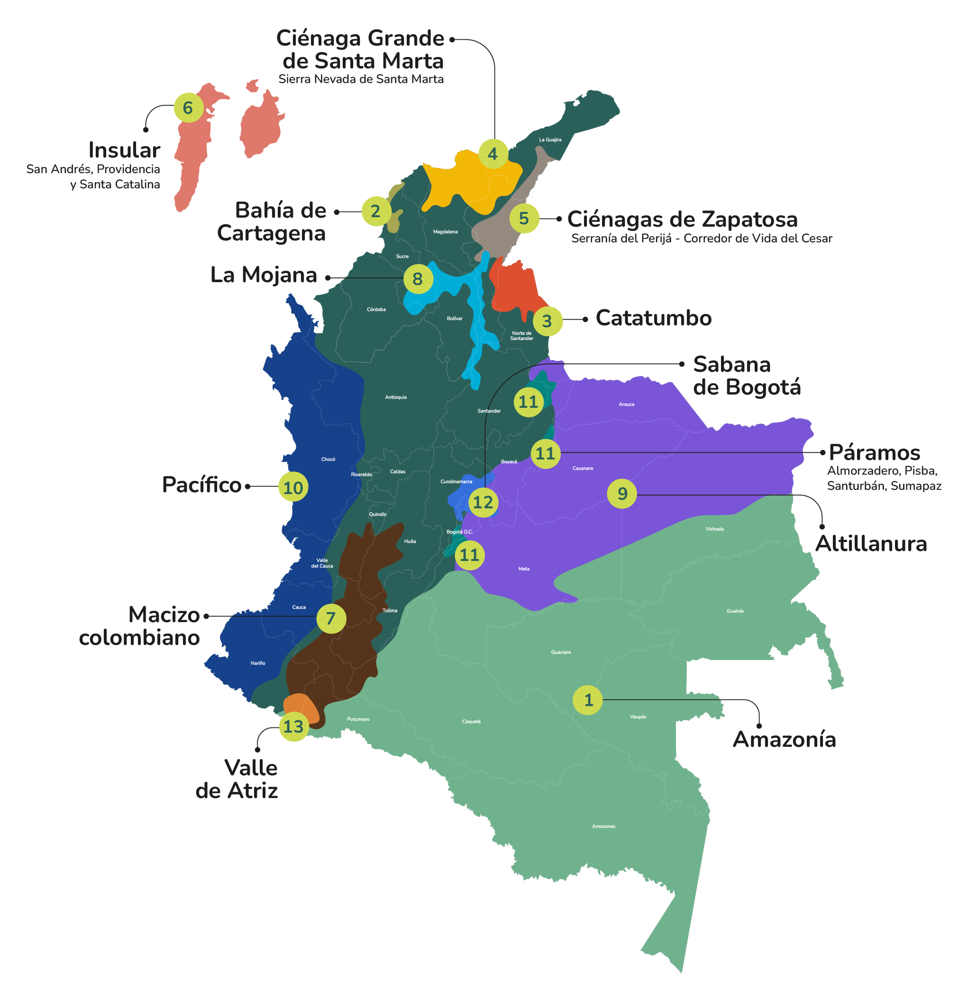 Ciénaga Grande
de Santa Marta
Sierra Nevada de Santa Marta
6
Insular
San Andrés, Providencia
y Santa Catalina
La Guajira
4
2
Bahía de
Cartagena
5
Ciénagas de Zapatosa
Serranía del Perijá - Corredor de Vida del Cesar
Magdalena
Sucre
La Mojana
8
Córdoba
Bolívar
3
Catatumbo
Norte de
Santander
Sabana
de Bogotá
Antioquia
11
Santander
Arauca
11
Páramos
Almorzadero, Pisba,
Santurbán, Sumapaz
Chocó
Risaralda
Caldas
Boyacá
Casanare
Cundinamarca
Pacífico
10
12
9
Quindío
Bogotá D.C.
Huila
Vichada
Altillanura
11
Valle
del Cauca
Meta
Macizo
colombiano
Cauca
7
Tolima
Guainía
Nariño
Guaviare
1
Amazonía
13
Putumayo
Caquetá
Vaupés
Valle
de Atriz
Amazonas